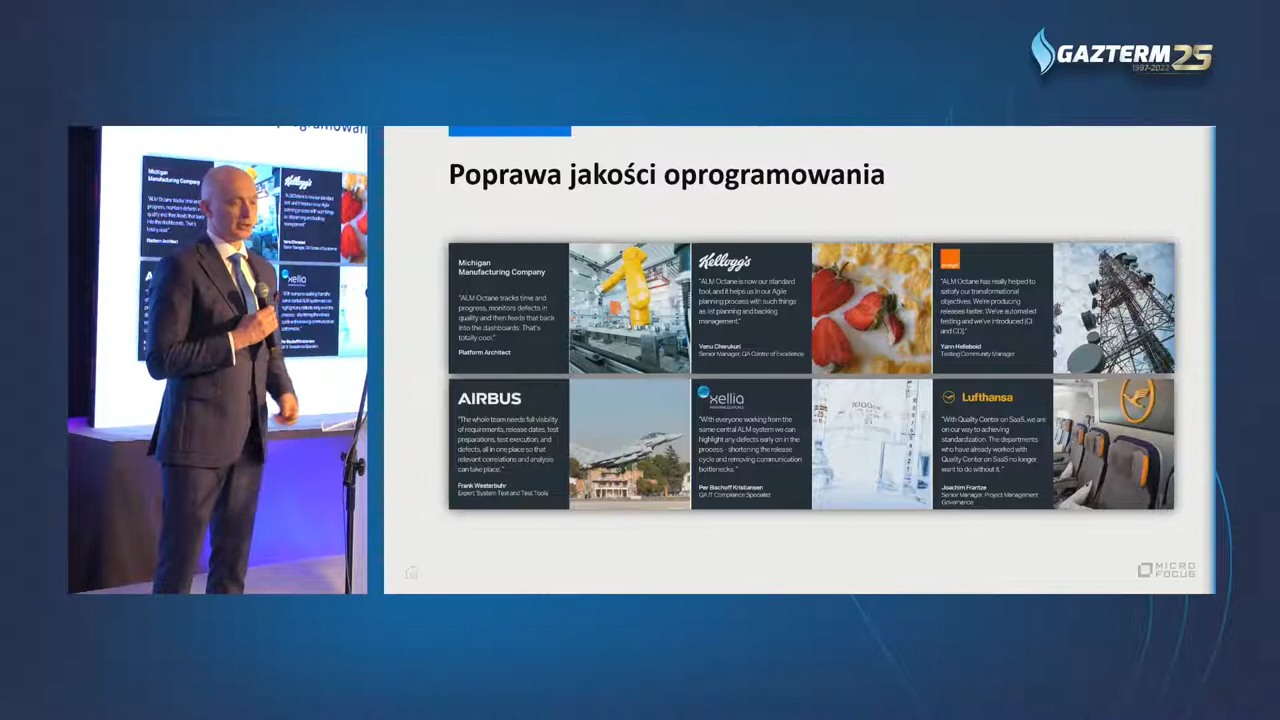 GAZTERM 25
1997-2022
Poprawa jakości oprogramowania
Michigan
Manufacturing Company
"ALM Octane tracks time and
progress, monitors defects in
quality and then feeds that back
into the dashboards. That's
totally cool."
Platform Architect
Kellogg's
"ALM Octane is now our standard
tool, and it helps us in our Agile
planning process with such things
as list planning and backlog
management."
Venu Cherukuri
Senior Manager, QA Center of Excellence
"ALM Octane has really helped to
satisfy our transformational
objectives. We're producing
releases faster. We've automated
testing and we've introduced [CI
and CD]."
Yann Helleboid
Testing Community Manager
AIRBUS
"The whole team needs full visibility
of requirements, release dates, test
preparations, test execution, and
defects, all in one place so that
relevant correlations and analysis
can take place."
Frank Westerbuhr
Expert 'System Test and Test Tools
xellia
PHARMACEUTICALS
"With everyone working from the
same central ALM system we can
highlight any defects early on in the
process - shortening the release
cycle and removing communication
bottlenecks."
Per Bischoff Kristiansen
QA IT Compliance Specialist
Lufthansa
"With Quality Center on SaaS, we are
on our way to achieving
standardization. The departments
who have already worked with
Quality Center on SaaS no longer
want to do without it."
Joachim Frantze
Senior Manager, Project Management
Governance
MICRO
FOCUS